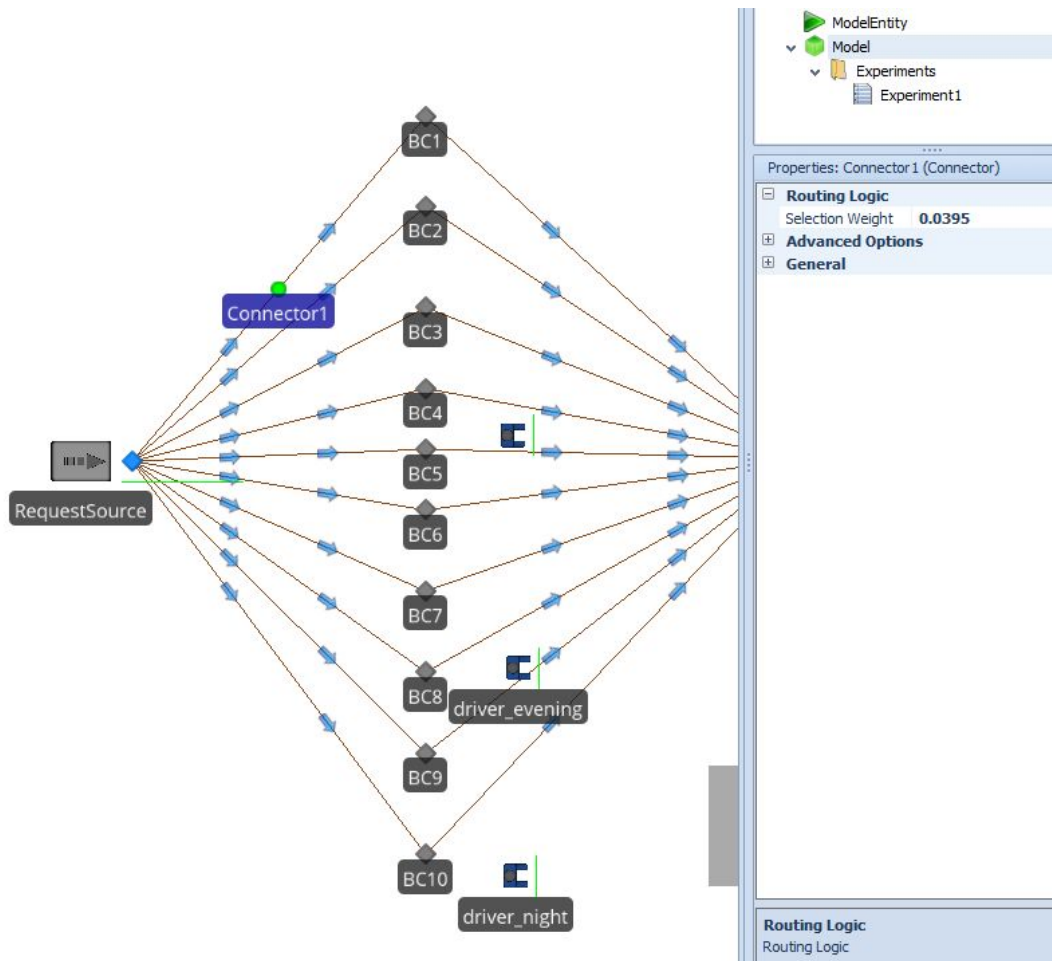 ModelEntity
Model
Experiments
Experiment1
Properties: Connector1 (Connector)
Routing Logic
Selection Weight 0.0395
Advanced Options
General
Routing Logic
Routing Logic
BC1
BC2
Connector1
BC3
BC4
BC5
RequestSource
BC6
BC7
BC8
driver_evening
BC9
BC10
driver_night